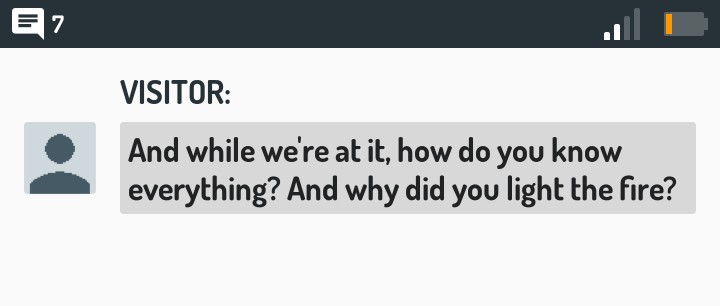 7
VISITOR:
And while we're at it, how do you know
everything? And why did you light the fire?